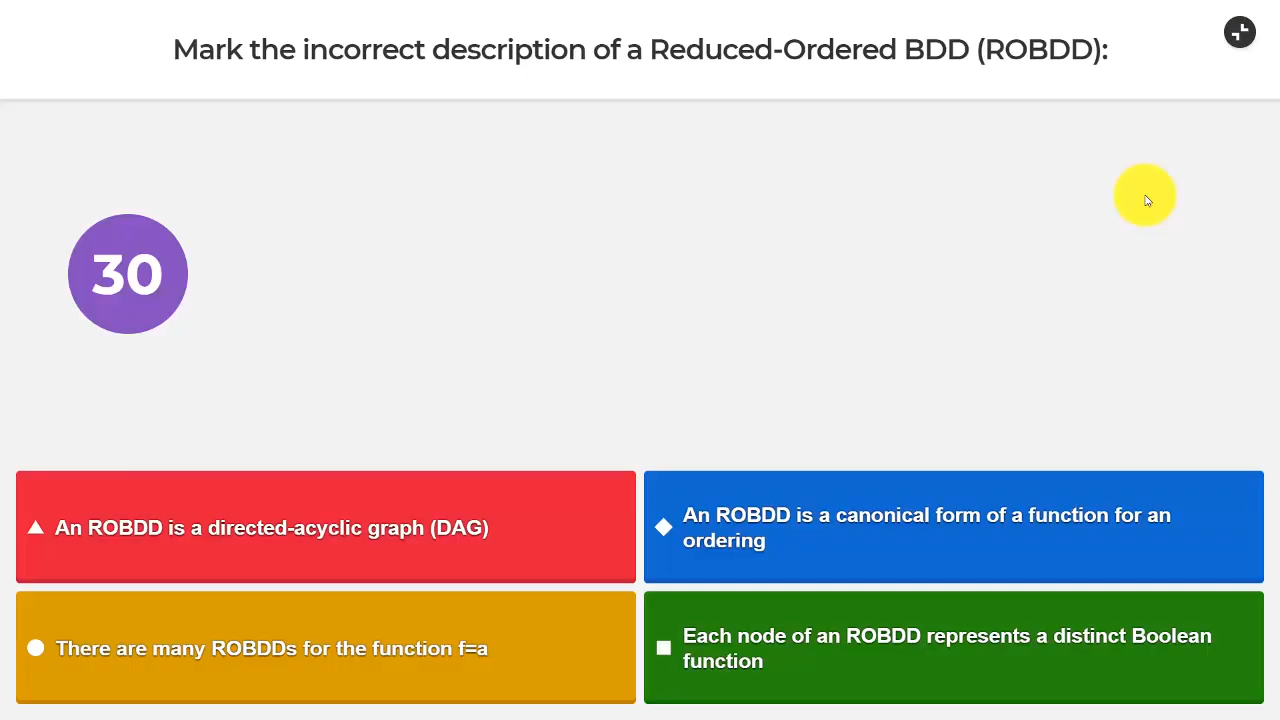 Mark the incorrect description of a Reduced-Ordered BDD (ROBDD):
30
An ROBDD is a directed-acyclic graph (DAG)
An ROBDD is a canonical form of a function for an
ordering
There are many ROBDDs for the function f=a
Each node of an ROBDD represents a distinct Boolean
function